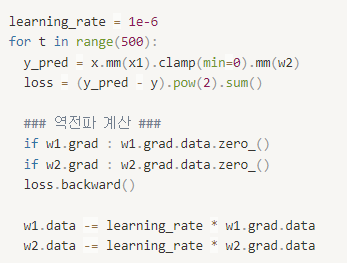 learning_rate = 1e-6
for t in range(500):
  y_pred = x.mm(x1).clamp(min=0).mm(w2)
  loss = (y_pred - y).pow(2).sum()

  ### 역전파 계산 ###
  if w1.grad : w1.grad.data.zero_()
  if w2.grad : w2.grad.data.zero_()
  loss.backward()

  w1.data -= learning_rate * w1.grad.data
  w2.data -= learning_rate * w2.grad.data